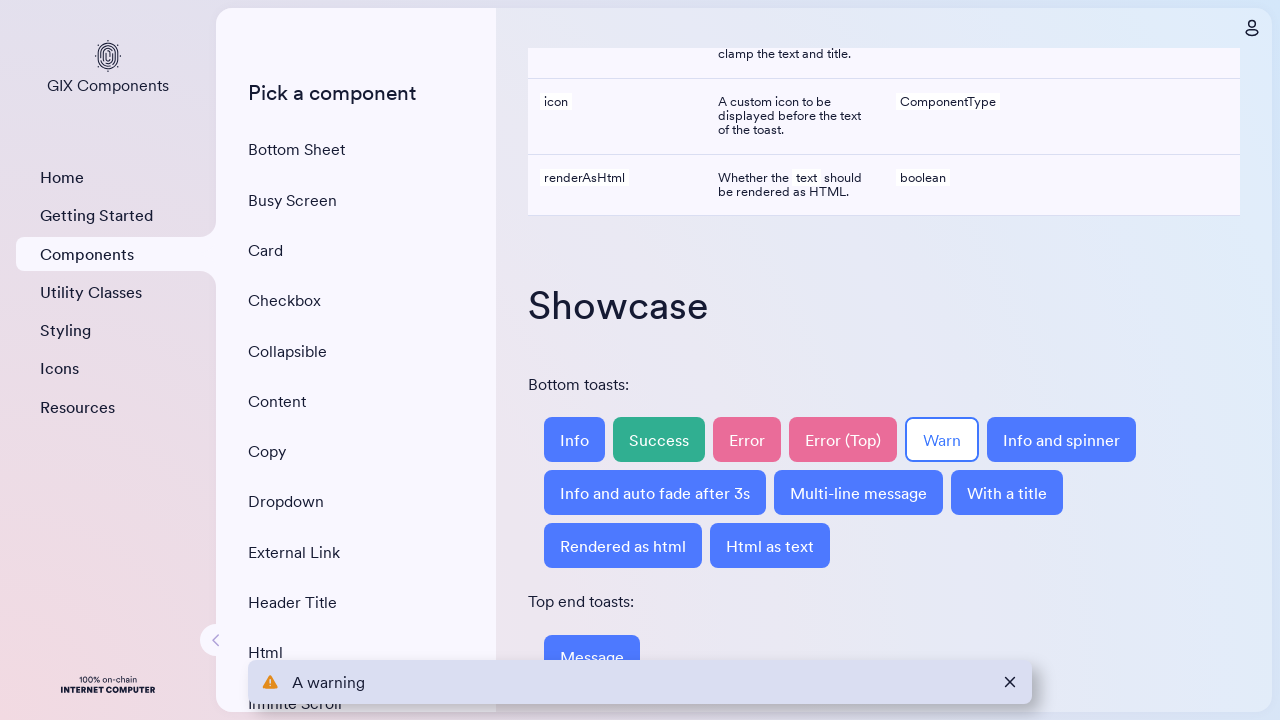 GIX Components
Home
Getting Started
Components
Utility Classes
Styling
Icons
Resources
100% on-chain
INTERNET COMPUTER
Pick a component
Bottom Sheet
Busy Screen
Card
Checkbox
Collapsible
Content
Copy
Dropdown
External Link
Header Title
Html
Infinite Scroll
clamp the text and title.
icon
A custom icon to be
displayed before the text
of the toast.
ComponentType
renderAsHtml
Whether the text should
be rendered as HTML.
boolean
Showcase
Bottom toasts:
Info
Success
Error
Error (Top)
Warn
Info and spinner
Info and auto fade after 3s
Multi-line message
With a title
Rendered as html
Html as text
Top end toasts:
Message
A warning